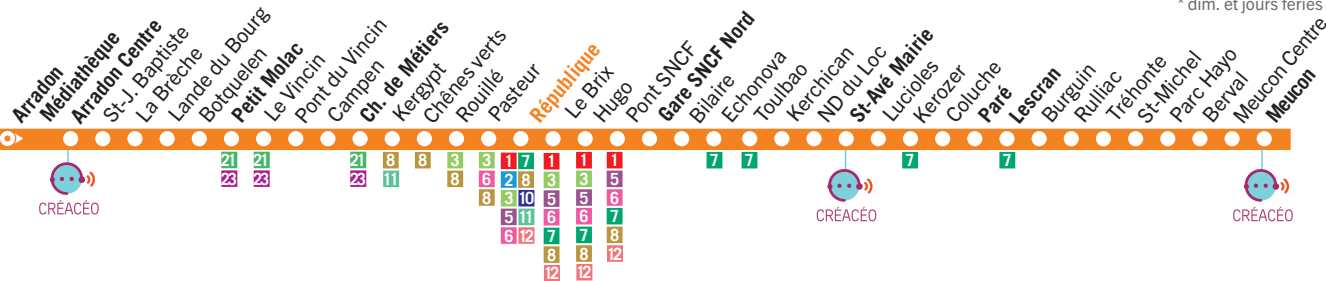 * dim. et jours fériés
Arradon
Médiathèque
Arradon Centre
St-J. Baptiste
La Brèche
Lande du Bourg
Botquelen
Petit Molac
Le Vincin
Pont du Vincin
Campen
Ch. de Métiers
Kergypt
Chênes verts
Rouillé
Pasteur
République
Le Brix
Hugo
Pont SNCF
Gare SNCF Nord
Bilaire
Echonova
Toulbao
Kerchican
ND du Loc
St-Avé Mairie
Lucioles
Kerozer
Coluche
Paré
Lescran
Burguin
Rulliac
Tréhonte
St-Michel
Parc Hayo
Berval
Meucon Centre
Meucon
21 21 21 8 8 3 3 1 7 1 1 1 7 7 7 7
23 23 23 11 8 6 2 8 3 3 5
8 3 10 5 5 6
5 11 6 6 7
6 12 7 7 8
8 8 12
12 12
CRÉACÉO
CRÉACÉO
CRÉACÉO